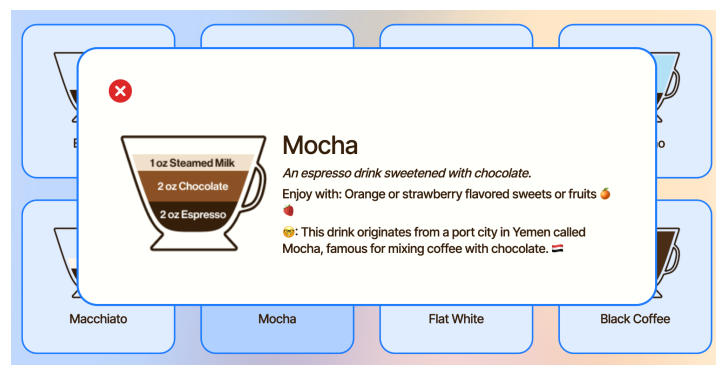 Mocha
An espresso drink sweetened with chocolate.
Enjoy with: Orange or strawberry flavored sweets or fruits 🍊
🍓
🤓: This drink originates from a port city in Yemen called
Mocha, famous for mixing coffee with chocolate. 🇾🇪
1 oz Steamed Milk
2 oz Chocolate
2 oz Espresso
Macchiato
Mocha
Flat White
Black Coffee